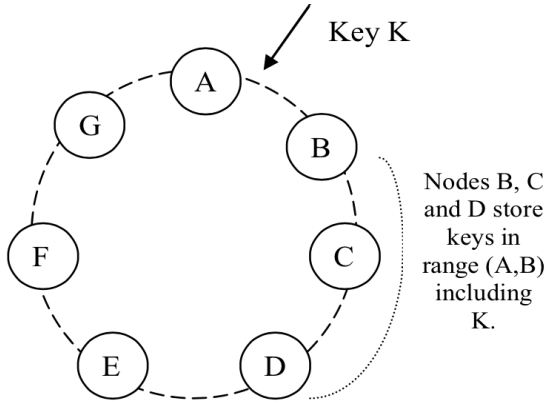 Key K
A
G
B
Nodes B, C
and D store
keys in
range (A,B)
including
K.
F
C
E
D